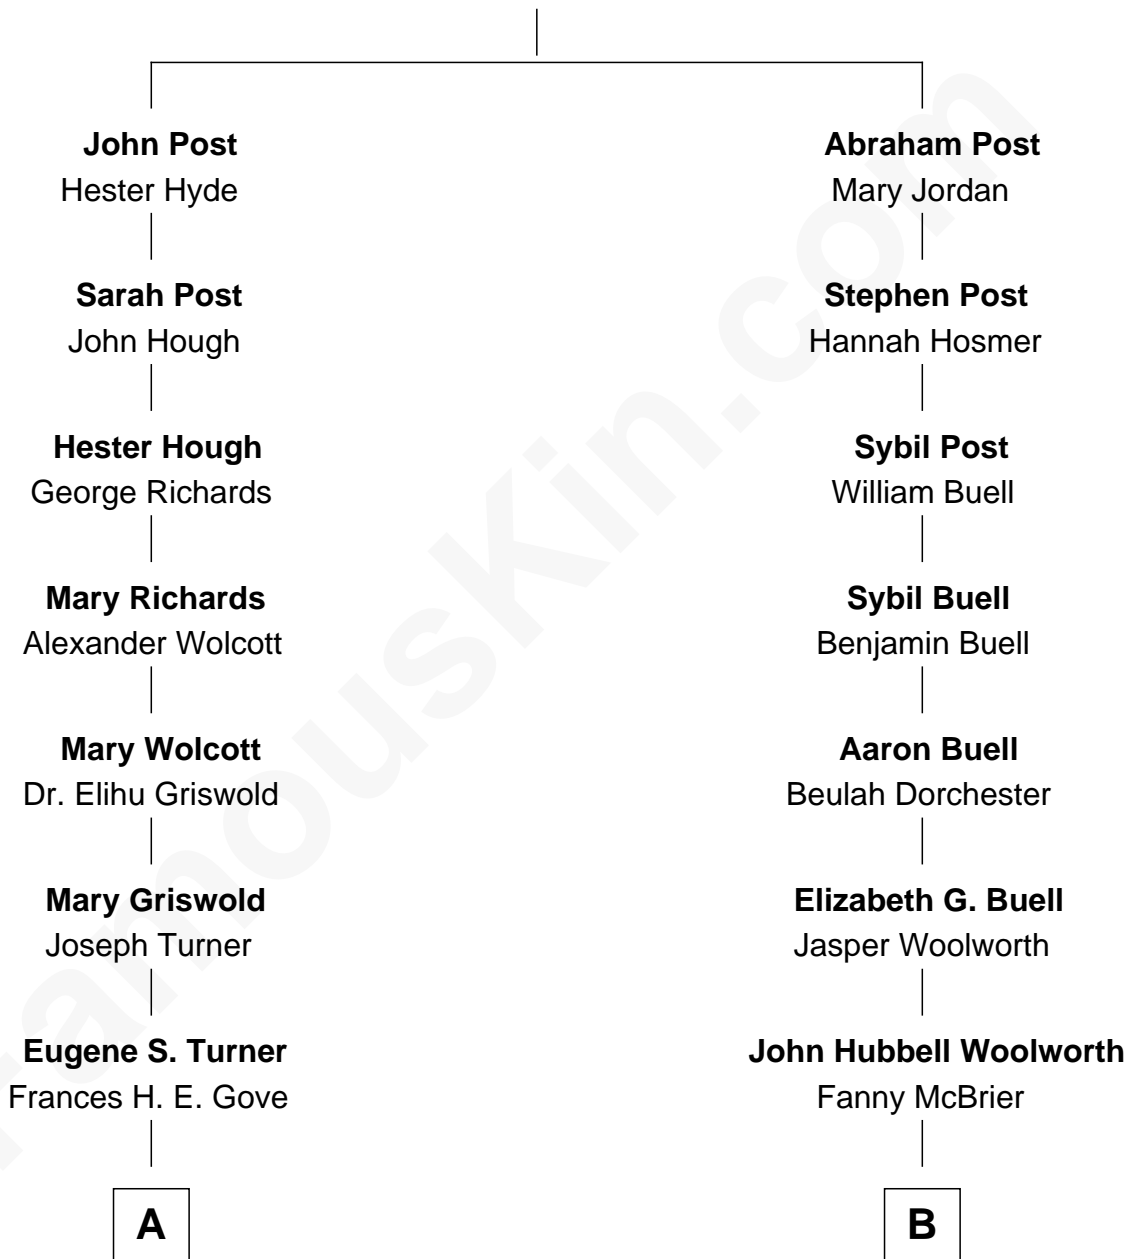 John Post
Hester Hyde
Sarah Post
John Hough
Hester Hough
George Richards
Mary Richards
Alexander Wolcott
Mary Wolcott
Dr. Elihu Griswold
Mary Griswold
Joseph Turner
Eugene S. Turner
Frances H. E. Gove
A
Abraham Post
Mary Jordan
Stephen Post
Hannah Hosmer
Sybil Post
William Buell
Sybil Buell
Benjamin Buell
Aaron Buell
Beulah Dorchester
Elizabeth G. Buell
Jasper Woolworth
John Hubbell Woolworth
Fanny McBrier
B
FamousKin.com